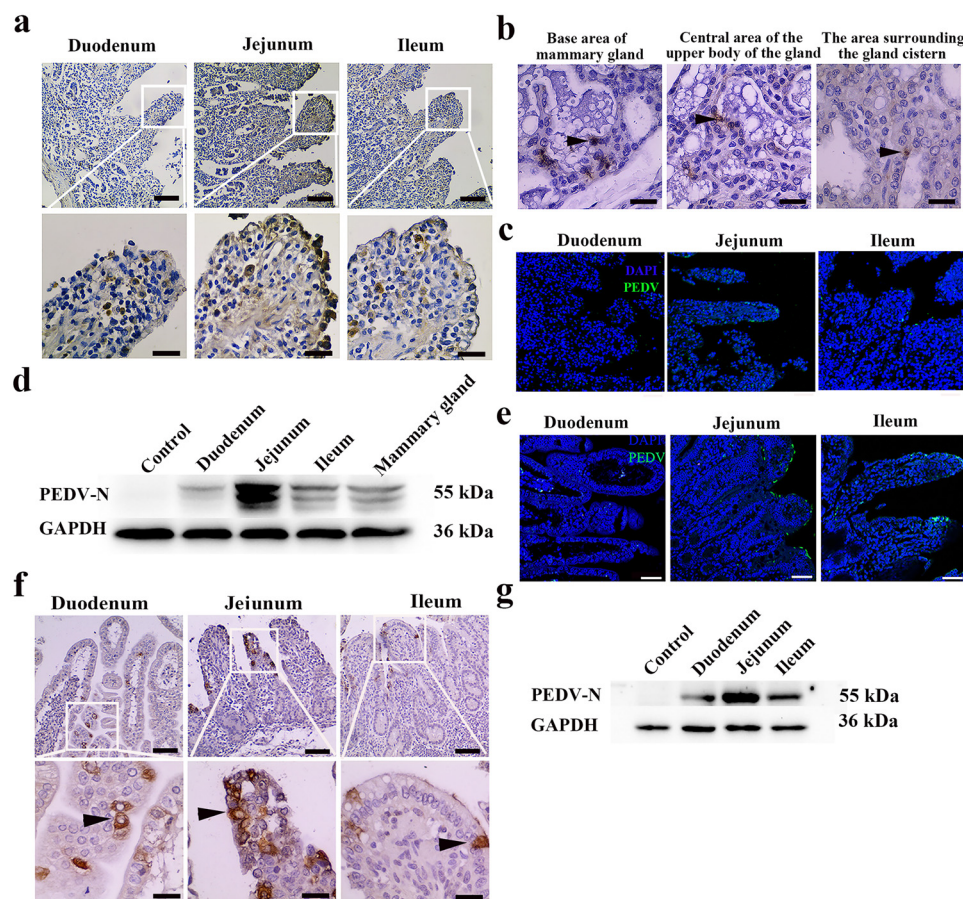 a
Duodenum
Jejunum
Ileum
b
Base area of
mammary gland
Central area of the
upper body of the gland
The area surrounding
the gland cistern
c
Duodenum
Jejunum
Ileum
DAPI
PEDV
d
Control
Duodenum
Jejunum
Ileum
Mammary gland
PEDV-N
55 kDa
GAPDH
36 kDa
e
Duodenum
Jejunum
Ileum
DAPI
PEDV
f
Duodenum
Jejunum
Ileum
g
Control
Duodenum
Jejunum
Ileum
PEDV-N
55 kDa
GAPDH
36 kDa